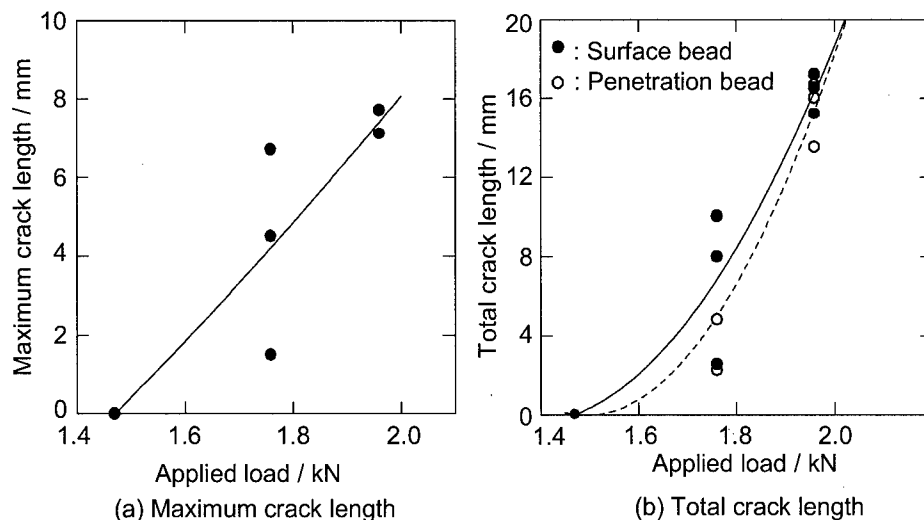 10
8
6
4
2
0
Maximum crack length / mm
1.4
1.6
1.8
2.0
Applied load / kN
(a) Maximum crack length
20
16
12
8
4
0
Total crack length / mm
● : Surface bead
○ : Penetration bead
1.4
1.6
1.8
2.0
Applied load / kN
(b) Total crack length